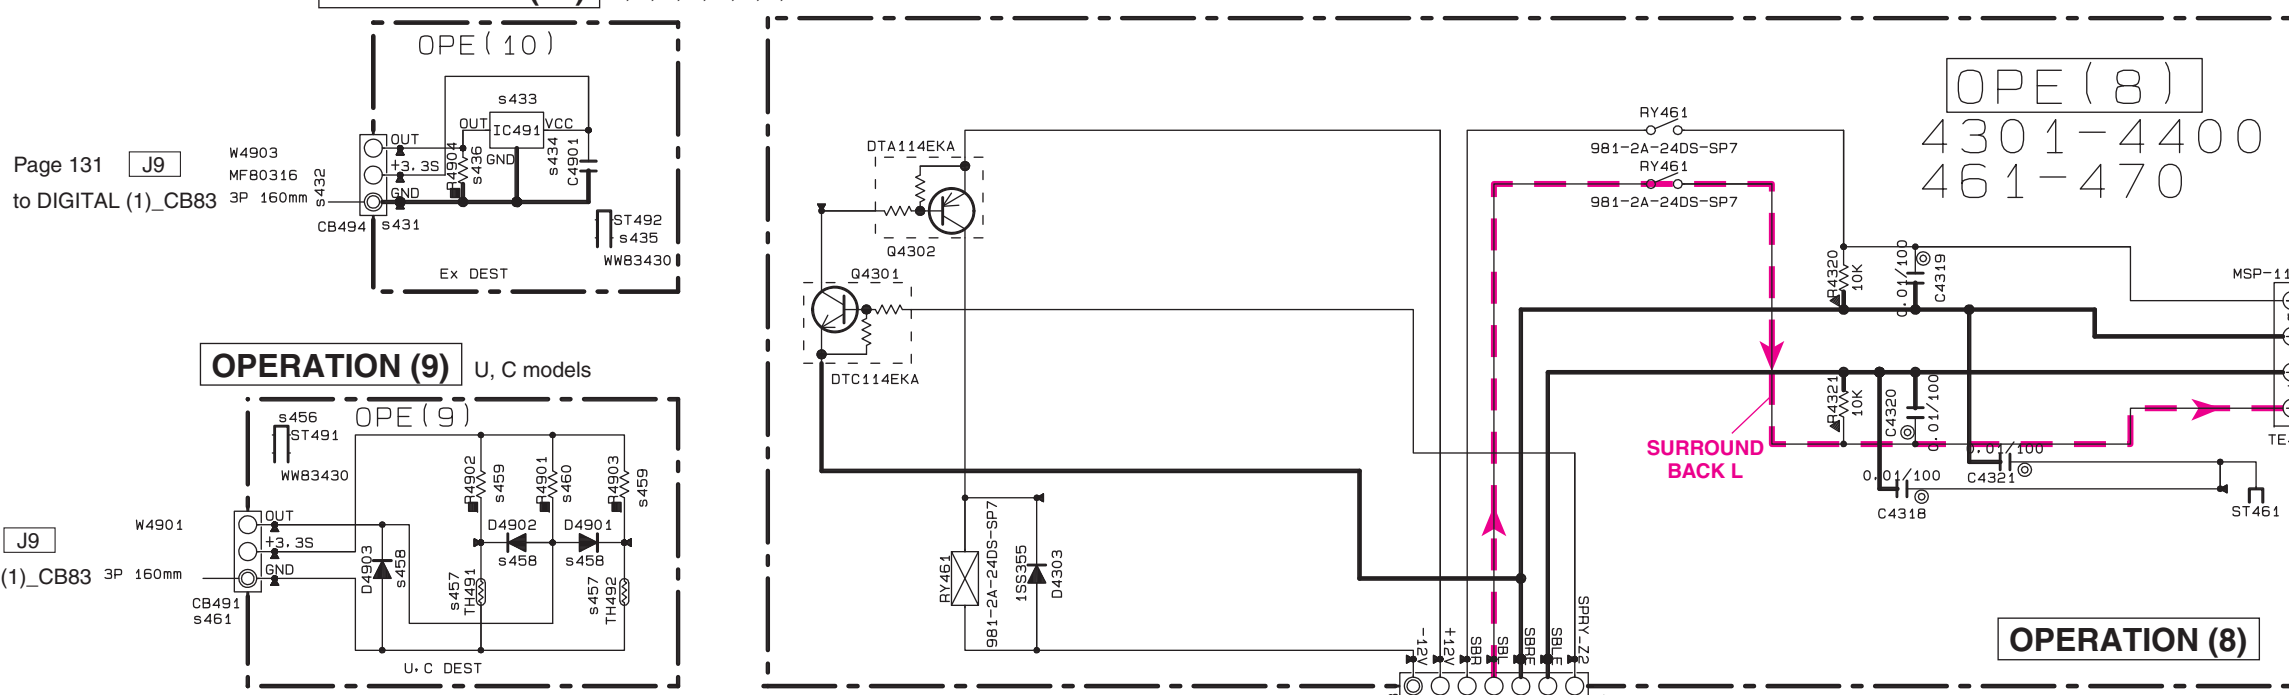 OPE(10)
s433
OUT
VCC
IC491
GND
R4904
s436
s434
C4901
OUT
+3.3S
GND
W4903
MF80316
3P 160mm
s432
Page 131 J9
to DIGITAL (1)_CB83
CB494
s431
ST492
s435
WW83430
Ex DEST
OPERATION (9) U, C models
OPE(9)
s456
ST491
WW83430
R4902
s459
R4901
s460
R4903
s459
W4901
OUT
+3.3S
GND
J9
(1)_CB83 3P 160mm
CB491
s461
D4903
s458
D4902
s458
D4901
s458
s457
TH491
s457
TH492
U,C DEST
DTA114EKA
Q4302
Q4301
DTC114EKA
RY461
981-2A-24DS-SP7
RY461
981-2A-24DS-SP7
OPE(8)
4301-4400
461-470
R4320
10K
0.01/100
C4319
MSP-11
R4321
10K
C4320
0.01/100
SURROUND
BACK L
0.01/100
C4321
0.01/100
C4318
TE
ST461
RY461
981-2A-24DS-SP7
1SS355
D4303
-12V
+12V
SBR
SBL
SBRE
SBLE
SPRY_Z2
OPERATION (8)